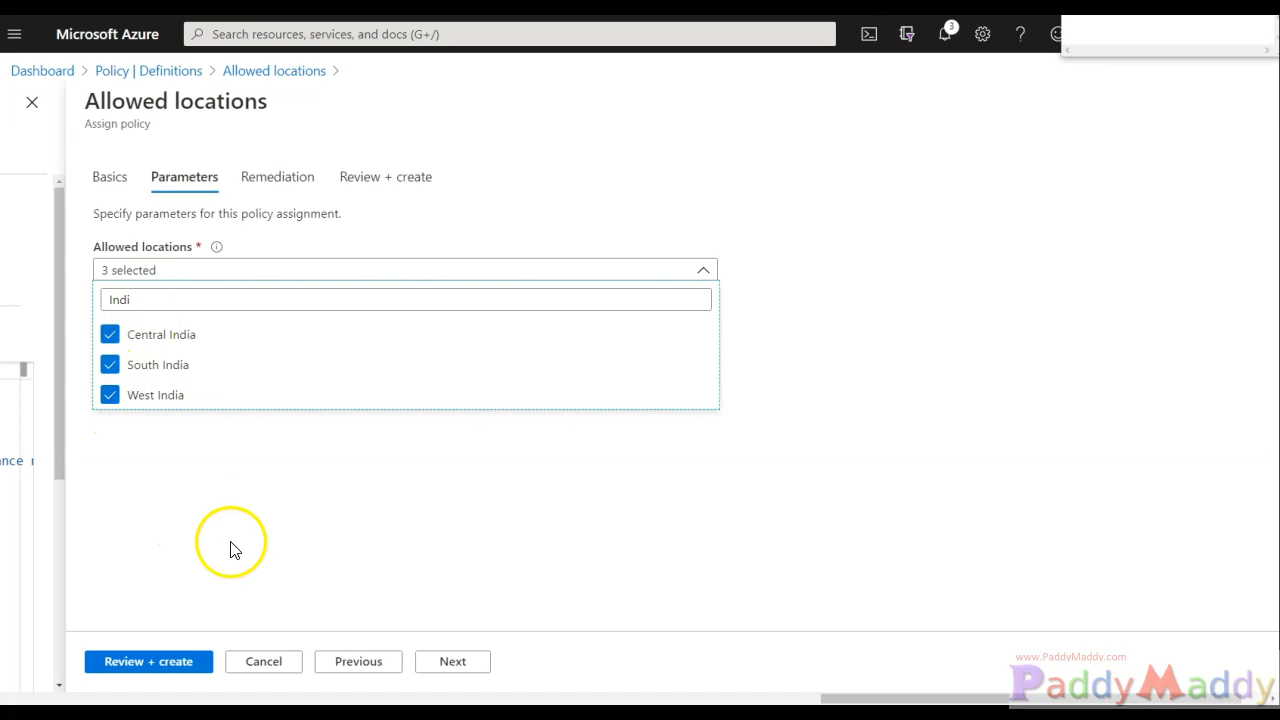 Microsoft Azure
Search resources, services, and docs (G+/)
3
Dashboard > Policy | Definitions > Allowed locations >
Allowed locations
Assign policy
Basics
Parameters
Remediation
Review + create
Specify parameters for this policy assignment.
Allowed locations *
3 selected
Indi
Central India
South India
West India
Review + create
Cancel
Previous
Next
www.PaddyMaddy.com
PaddyMaddy